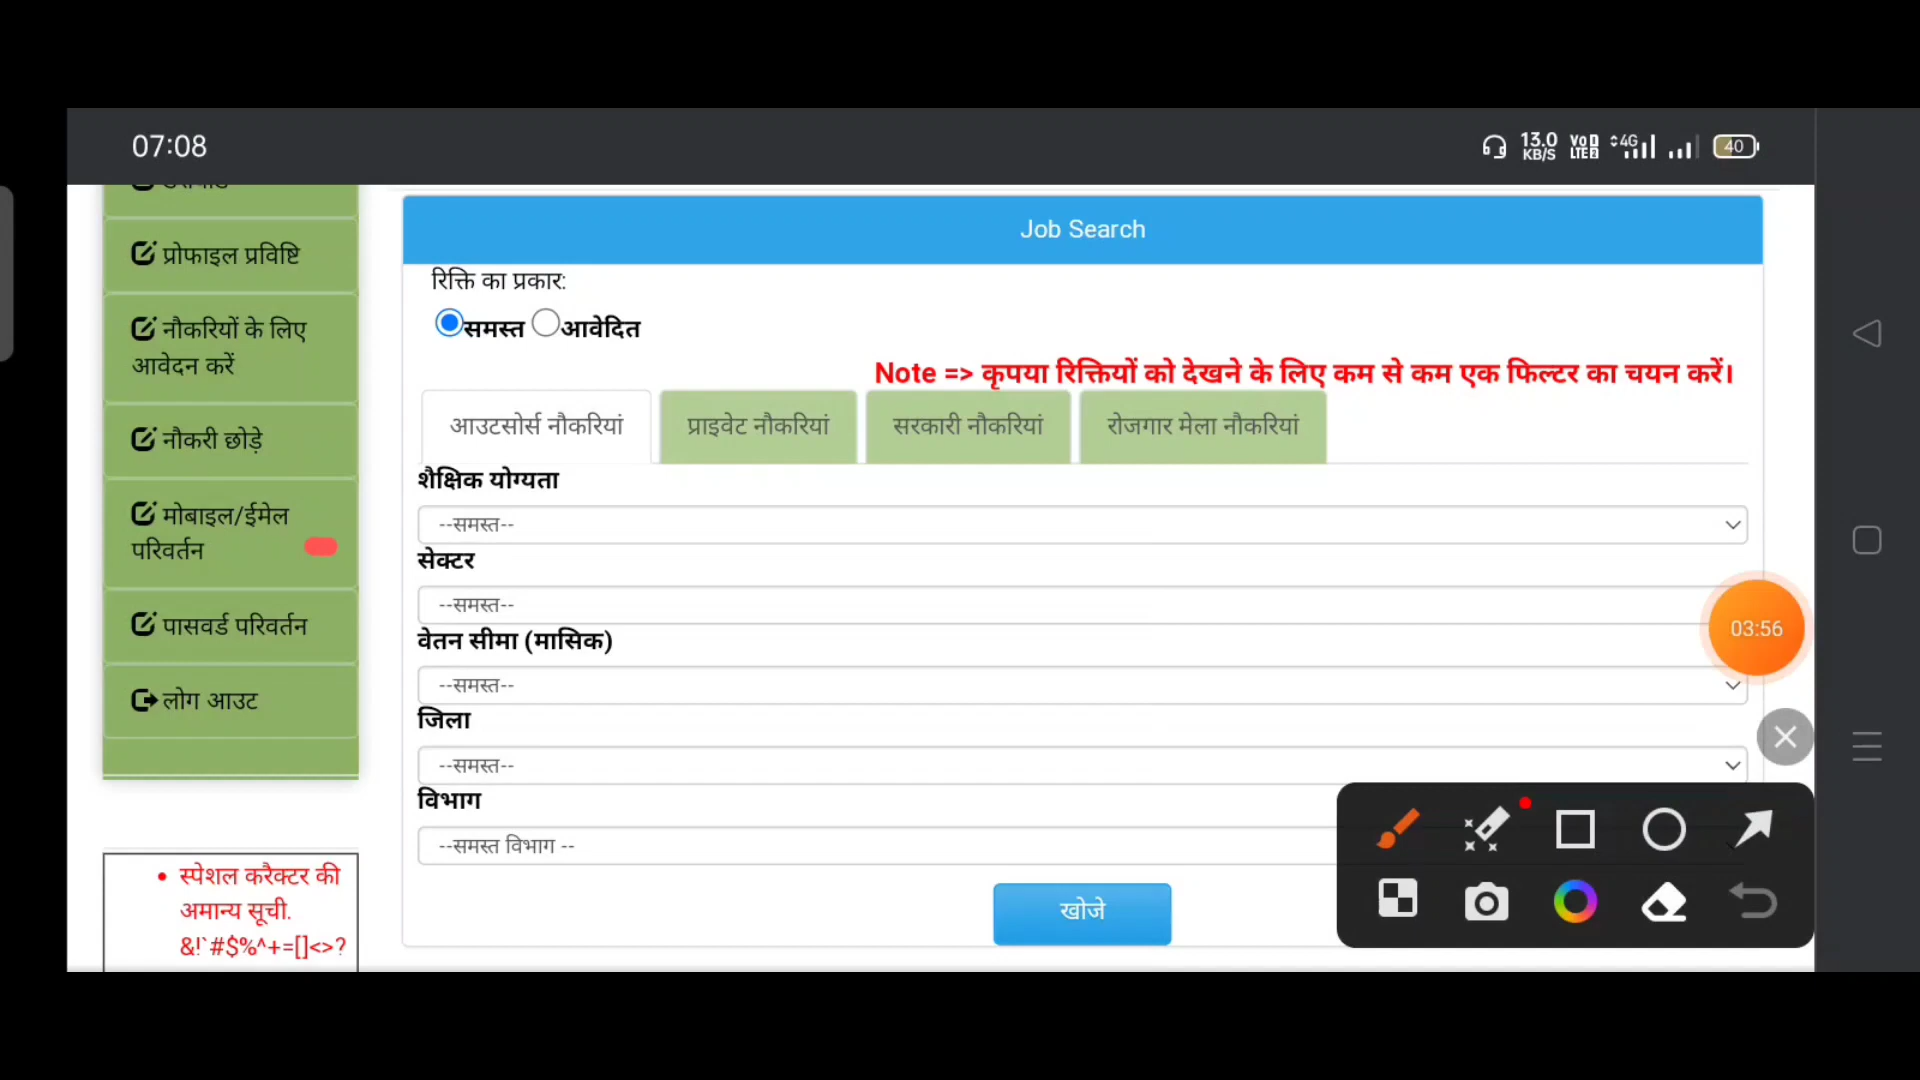 07:08
13.0
KB/S
VoD
LTE2
4G
40
प्रोफाइल प्रविष्टि
नौकरियों के लिए
आवेदन करें
नौकरी छोड़े
मोबाइल/ईमेल
परिवर्तन
पासवर्ड परिवर्तन
लोग आउट
स्पेशल करैक्टर की
अमान्य सूची.
&!`#$%^+=[]<>?
Job Search
रिक्ति का प्रकार:
समस्त आवेदित
Note => कृपया रिक्तियों को देखने के लिए कम से कम एक फिल्टर का चयन करें।
आउटसोर्स नौकरियां
प्राइवेट नौकरियां
सरकारी नौकरियां
रोजगार मेला नौकरियां
शैक्षिक योग्यता
--समस्त--
सेक्टर
--समस्त--
वेतन सीमा (मासिक)
--समस्त--
जिला
--समस्त--
विभाग
--समस्त विभाग --
खोजे
03:56